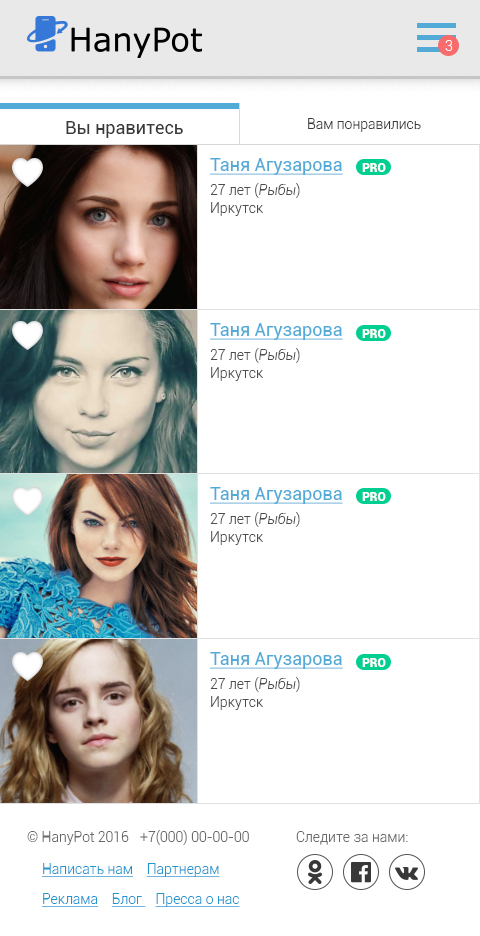 HanyPot
3
Вы нравитесь
Вам понравились
Таня Агузарова PRO
27 лет (Рыбы)
Иркутск
Таня Агузарова PRO
27 лет (Рыбы)
Иркутск
Таня Агузарова PRO
27 лет (Рыбы)
Иркутск
Таня Агузарова PRO
27 лет (Рыбы)
Иркутск
© HanyPot 2016 +7(000) 00-00-00
Следите за нами:
Написать нам Партнерам
Реклама Блог Пресса о нас